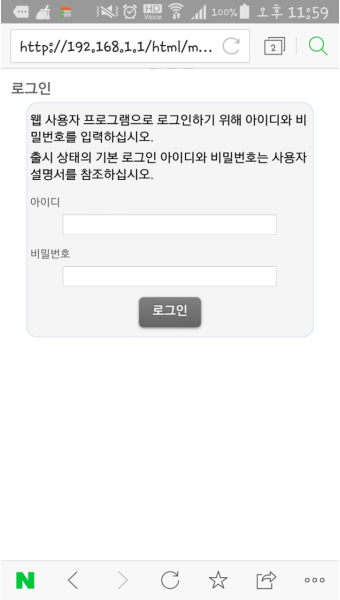 HD
Voice
100%
오후 11:59
http://192.168.1.1/html/m...
2
로그인
웹 사용자 프로그램으로 로그인하기 위해 아이디와 비
밀번호를 입력하십시오.
출시 상태의 기본 로그인 아이디와 비밀번호는 사용자
설명서를 참조하십시오.
아이디
비밀번호
로그인
N